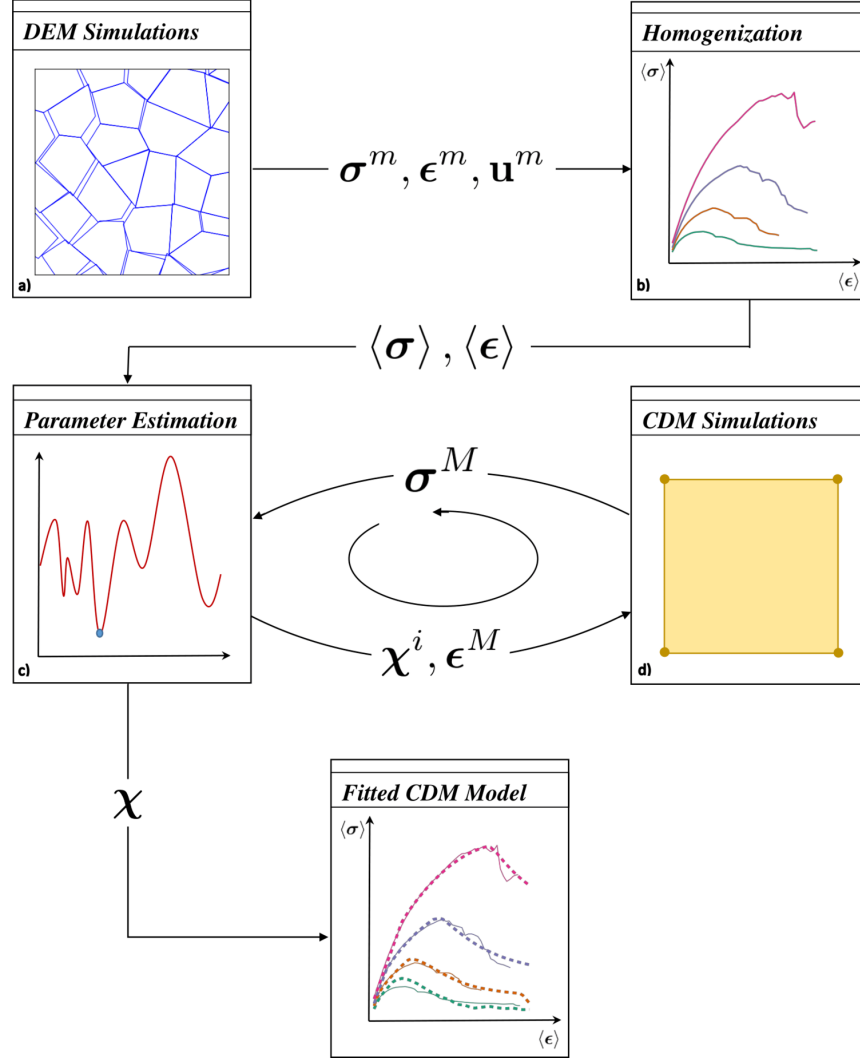 DEM Simulations
a)
σ^m, ϵ^m, u^m
Homogenization
⟨σ⟩
b)
⟨ϵ⟩
⟨σ⟩, ⟨ϵ⟩
Parameter Estimation
c)
σ^M
χ^i, ϵ^M
CDM Simulations
d)
χ
Fitted CDM Model
⟨σ⟩
⟨ϵ⟩